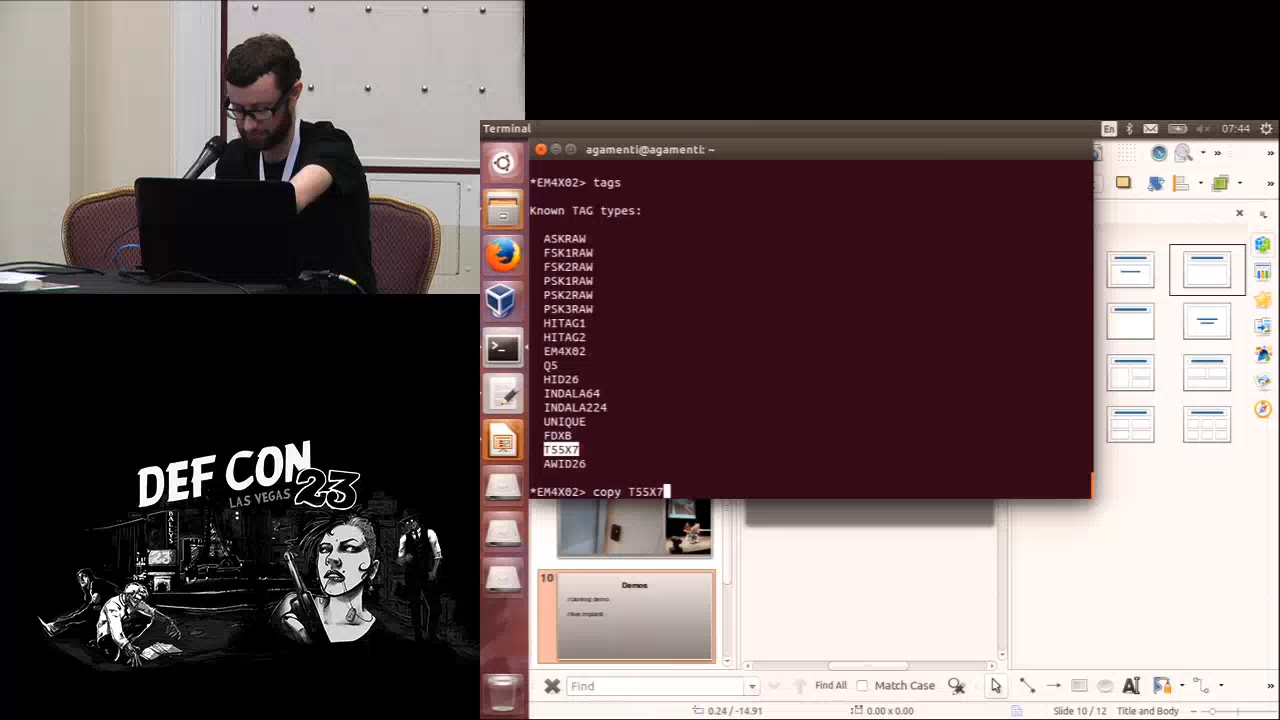 Terminal
En
07:44
agamenti@agamenti: ~
*EM4X02> tags
Known TAG types:
ASKRAW
FSK1RAW
FSK2RAW
PSK1RAW
PSK2RAW
PSK3RAW
HITAG1
HITAG2
EM4X02
Q5
HID26
INDALA64
INDALA224
UNIQUE
FDXB
T55X7
AWID26
*EM4X02> copy T55X7
DEF CON
LAS VEGAS 23
BALLYS
10
Demos
Find
Find All
Match Case
0.24 / -14.91
0.00 x 0.00
Slide 10 / 12
Title and Body